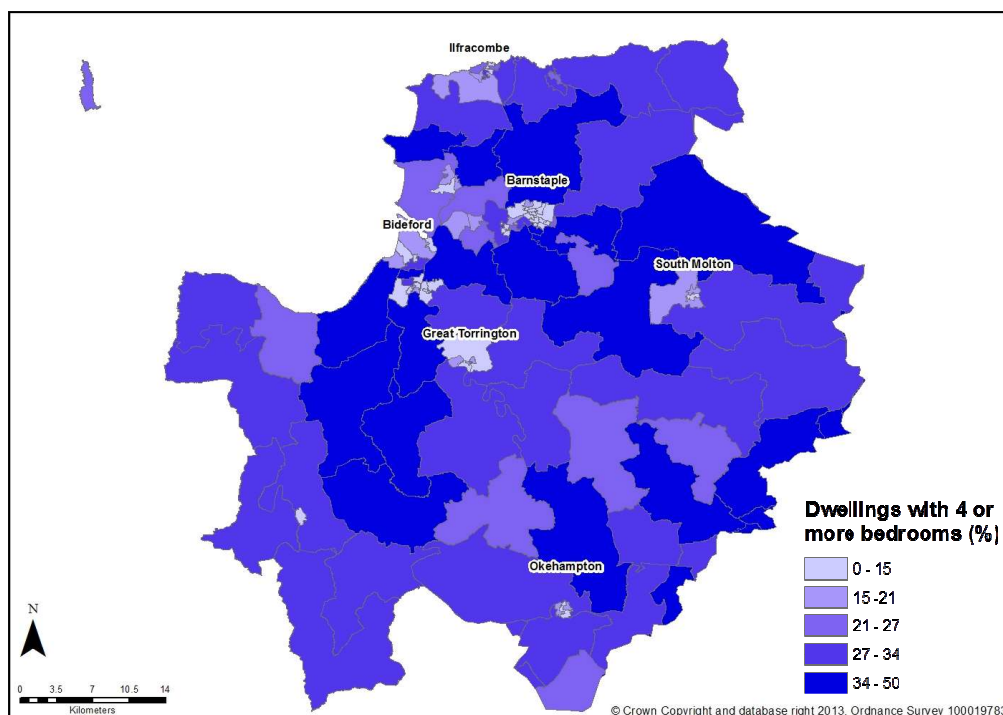 Ilfracombe
Barnstaple
Bideford
South Molton
Great Torrington
Okehampton
Dwellings with 4 or
more bedrooms (%)
0 - 15
15 -21
21 - 27
27 - 34
34 - 50
N
0 3.5 7 10.5 14
Kilometers
© Crown Copyright and database right 2013. Ordnance Survey 100019783